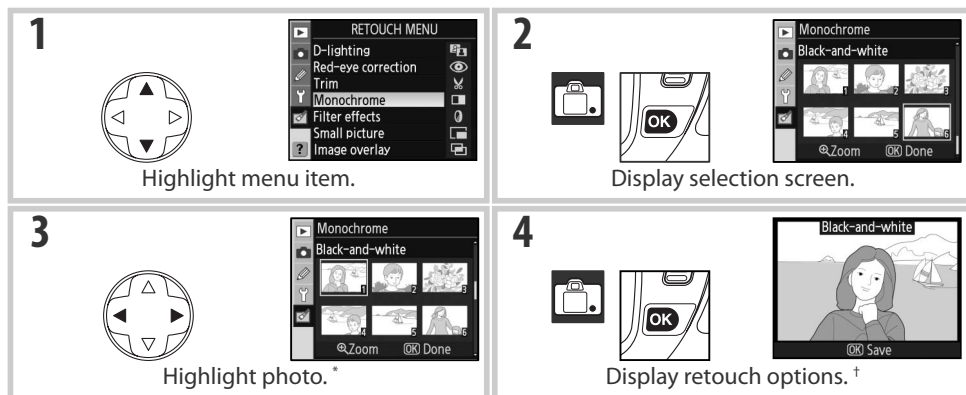 1
RETOUCH MENU
D-lighting
Red-eye correction
Trim
Monochrome
Filter effects
Small picture
Image overlay
?
Highlight menu item.
2
OK
Monochrome
Black-and-white
1 2 3
4 5 6
Zoom OK Done
Display selection screen.
3
Monochrome
Black-and-white
1 2 3
4 5 6
Zoom OK Done
Highlight photo. *
4
OK
Black-and-white
OK Save
Display retouch options. †